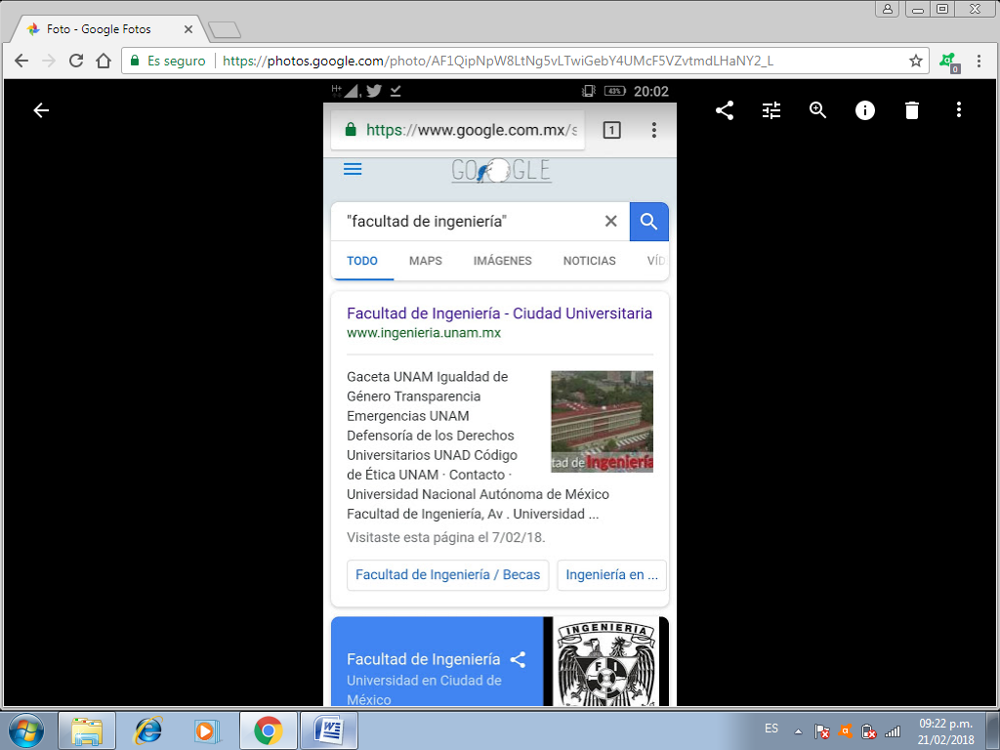 Foto - Google Fotos
Es seguro
https://photos.google.com/photo/AF1QipNpW8LtNg5vLTwiGebY4UMcF5VZvtmdLHaNY2_L
0
H+
43%
20:02
https://www.google.com.mx/s
1
GOOGLE
"facultad de ingeniería"
TODO MAPS IMÁGENES NOTICIAS VÍD
Facultad de Ingeniería - Ciudad Universitaria
www.ingenieria.unam.mx
Gaceta UNAM Igualdad de
Género Transparencia
Emergencias UNAM
Defensoría de los Derechos
Universitarios UNAD Código
de Ética UNAM · Contacto ·
Universidad Nacional Autónoma de México
Facultad de Ingeniería, Av . Universidad ...
tad de Ingeniería
Visitaste esta página el 7/02/18.
Facultad de Ingeniería / Becas
Ingeniería en ...
Facultad de Ingeniería
Universidad en Ciudad de
México
INGENIERIA
F I
ES
09:22 p.m.
21/02/2018